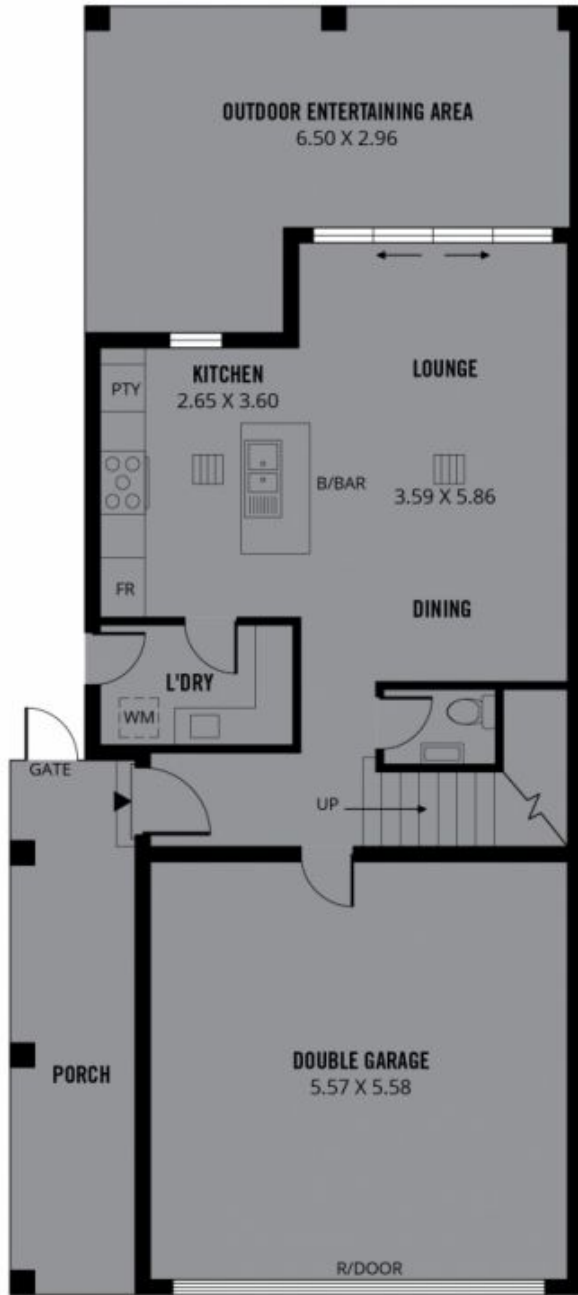 OUTDOOR ENTERTAINING AREA
6.50 X 2.96
KITCHEN
2.65 X 3.60
LOUNGE
PTY
B/BAR
3.59 X 5.86
FR
DINING
L'DRY
WM
GATE
UP
PORCH
DOUBLE GARAGE
5.57 X 5.58
R/DOOR